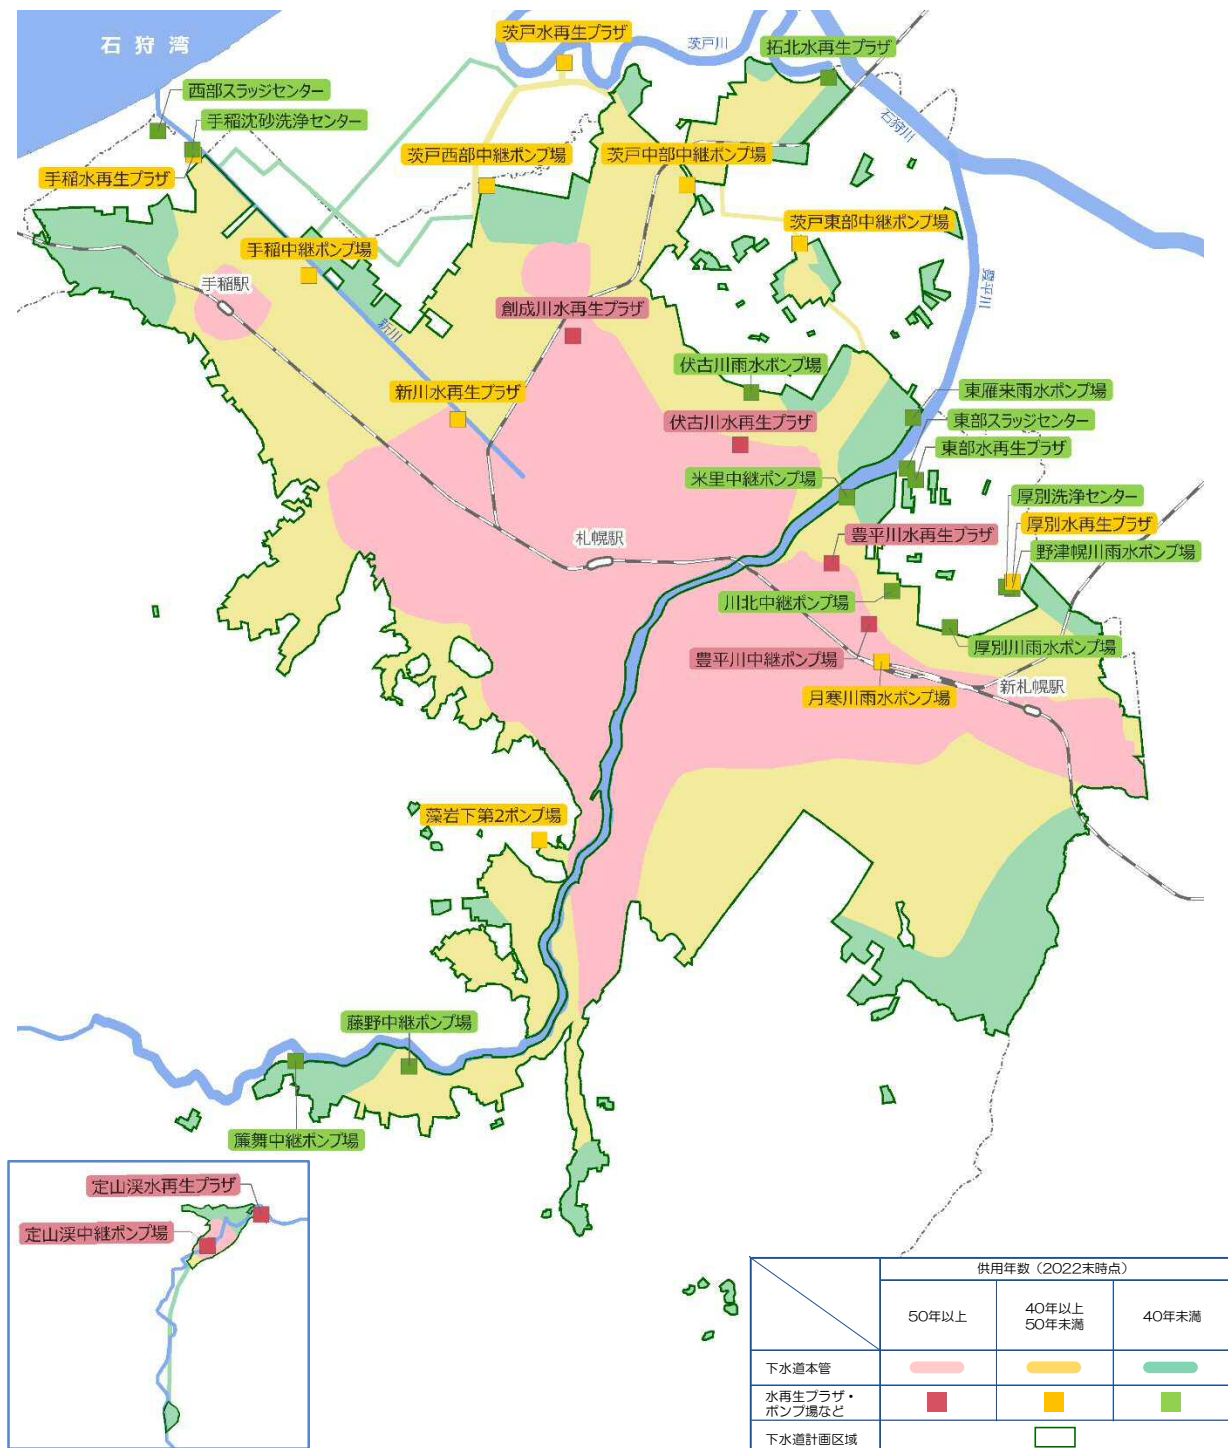 石狩湾
茨戸水再生プラザ
茨戸川
拓北水再生プラザ
西部スラッジセンター
手稲沈砂洗浄センター
石狩川
茨戸西部中継ポンプ場
茨戸中部中継ポンプ場
手稲水再生プラザ
茨戸東部中継ポンプ場
手稲中継ポンプ場
手稲駅
豊平川
創成川水再生プラザ
新川
伏古川雨水ポンプ場
新川水再生プラザ
東雁来雨水ポンプ場
伏古川水再生プラザ
東部スラッジセンター
東部水再生プラザ
米里中継ポンプ場
厚別洗浄センター
厚別水再生プラザ
札幌駅
豊平川水再生プラザ
野津幌川雨水ポンプ場
川北中継ポンプ場
厚別川雨水ポンプ場
豊平川中継ポンプ場
新札幌駅
月寒川雨水ポンプ場
藻岩下第2ポンプ場
藤野中継ポンプ場
簾舞中継ポンプ場
定山渓水再生プラザ
定山渓中継ポンプ場
供用年数（2022末時点）
50年以上
40年以上
50年未満
40年未満
下水道本管
水再生プラザ・
ポンプ場など
下水道計画区域